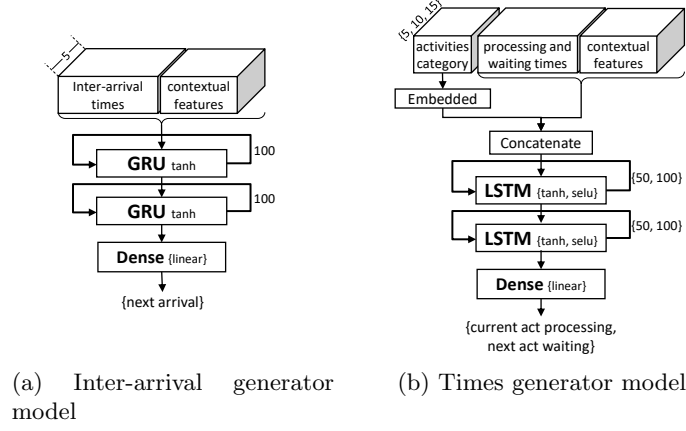 5
Inter-arrival
times
contextual
features
100
GRU tanh
100
GRU tanh
Dense {linear}
{next arrival}
(a) Inter-arrival generator
model
{5, 10, 15}
activities
category
processing and
waiting times
contextual
features
Embedded
Concatenate
{50, 100}
LSTM {tanh, selu}
{50, 100}
LSTM {tanh, selu}
Dense {linear}
{current act processing,
next act waiting}
(b) Times generator model